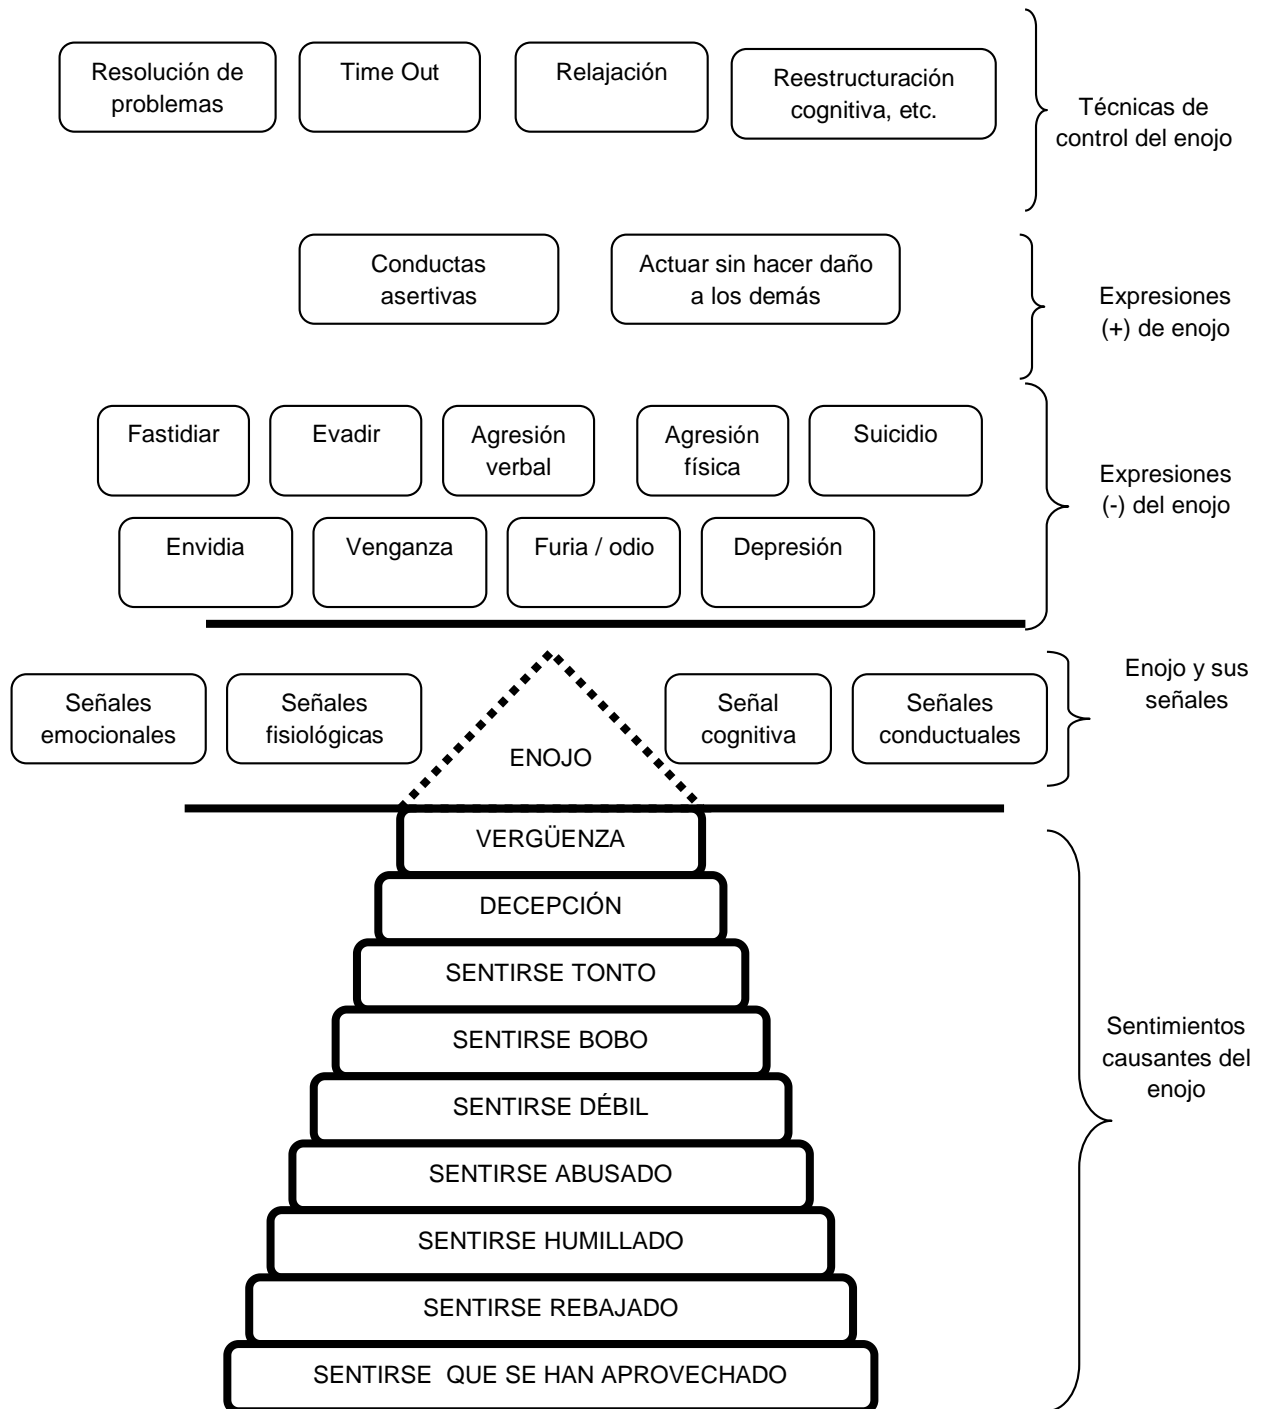 Resolución de
problemas
Time Out
Relajación
Reestructuración
cognitiva, etc.
Técnicas de
control del enojo
Conductas
asertivas
Actuar sin hacer daño
a los demás
Expresiones
(+) de enojo
Fastidiar
Evadir
Agresión
verbal
Agresión
física
Suicidio
Envidia
Venganza
Furia / odio
Depresión
Expresiones
(-) del enojo
Señales
emocionales
Señales
fisiológicas
ENOJO
Señal
cognitiva
Señales
conductuales
Enojo y sus
señales
VERGÜENZA
DECEPCIÓN
SENTIRSE TONTO
SENTIRSE BOBO
SENTIRSE DÉBIL
SENTIRSE ABUSADO
SENTIRSE HUMILLADO
SENTIRSE REBAJADO
SENTIRSE  QUE SE HAN APROVECHADO
Sentimientos
causantes del
enojo